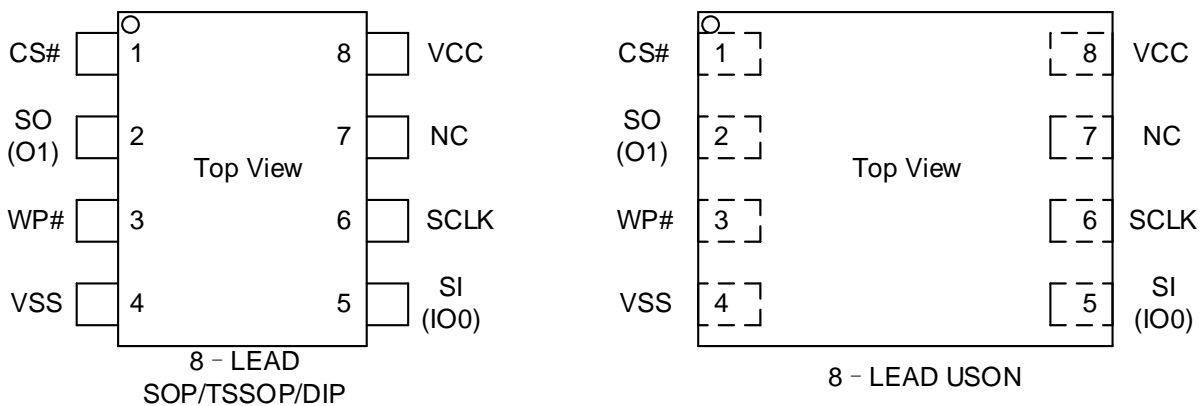 CS#
1
8
VCC
SO
(O1)
2
7
NC
Top View
WP#
3
6
SCLK
VSS
4
5
SI
(IO0)
8 – LEAD
SOP/TSSOP/DIP
CS#
1
8
VCC
SO
(O1)
2
7
NC
Top View
WP#
3
6
SCLK
VSS
4
5
SI
(IO0)
8 – LEAD USON